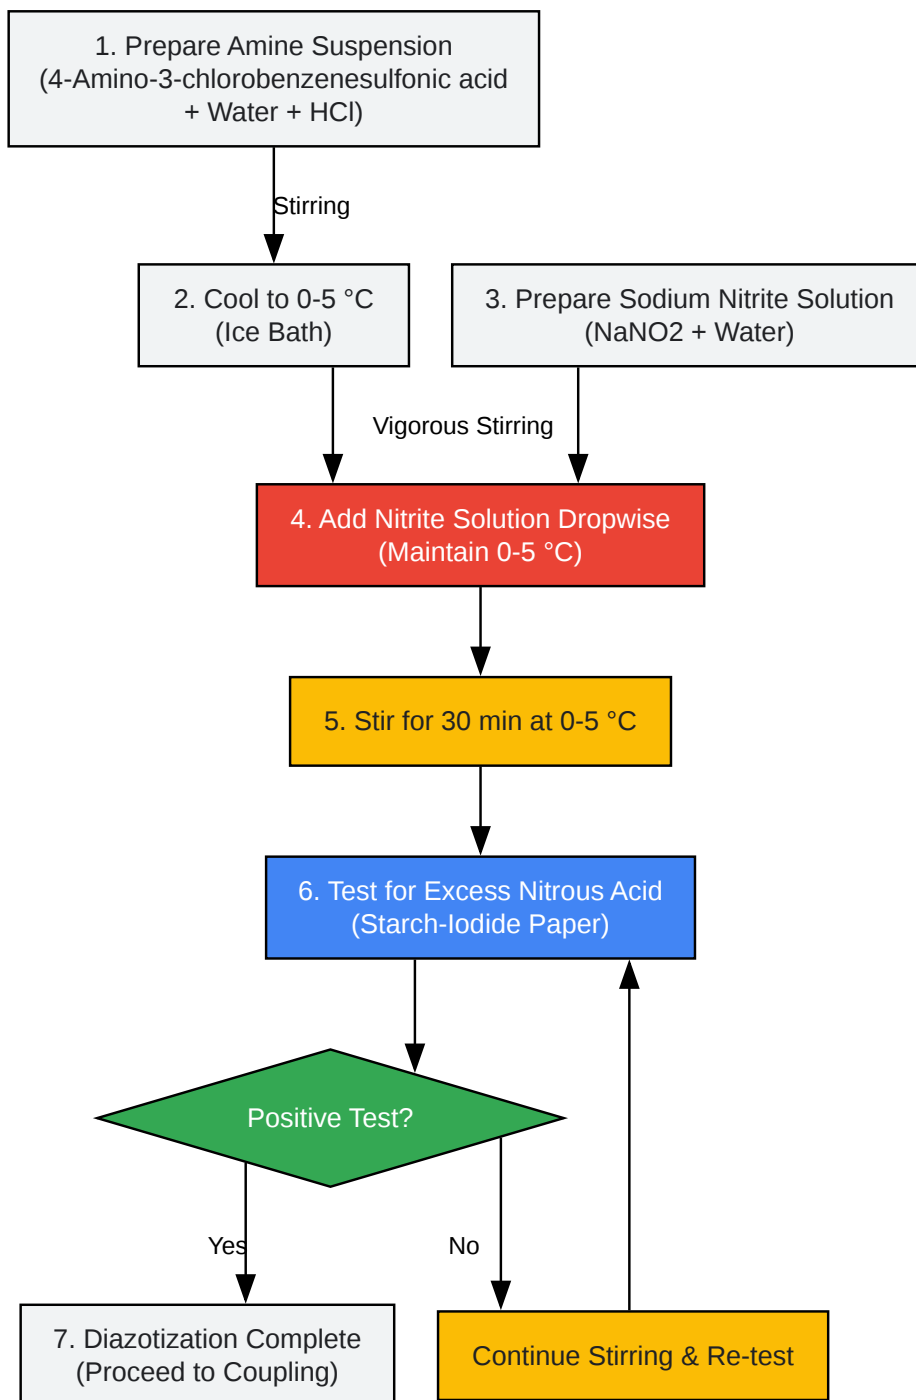 1. Prepare Amine Suspension
(4-Amino-3-chlorobenzenesulfonic acid
+ Water + HCl)
Stirring
2. Cool to 0-5 °C
(Ice Bath)
3. Prepare Sodium Nitrite Solution
(NaNO2 + Water)
Vigorous Stirring
4. Add Nitrite Solution Dropwise
(Maintain 0-5 °C)
5. Stir for 30 min at 0-5 °C
6. Test for Excess Nitrous Acid
(Starch-Iodide Paper)
Positive Test?
Yes
No
7. Diazotization Complete
(Proceed to Coupling)
Continue Stirring & Re-test